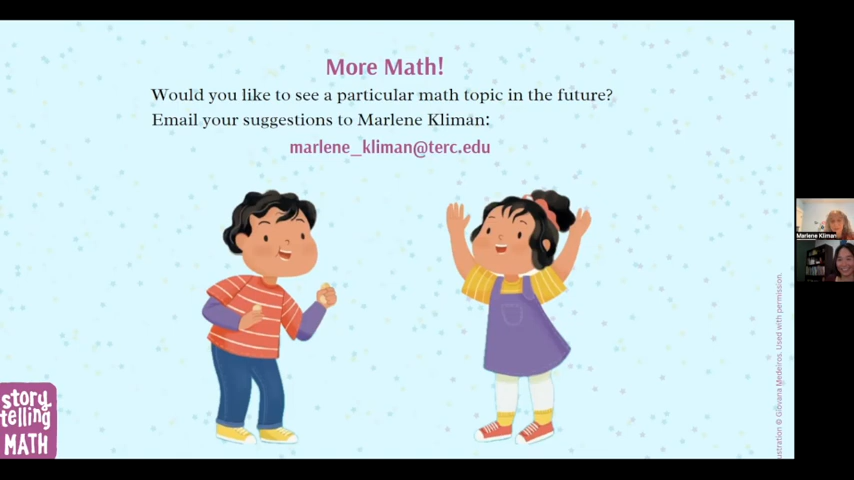 More Math!
Would you like to see a particular math topic in the future?
Email your suggestions to Marlene Kliman:
marlene_kliman@terc.edu
Marlene Kliman
story
telling
MATH
ustration © Giovana Medeiros. Used with permission.